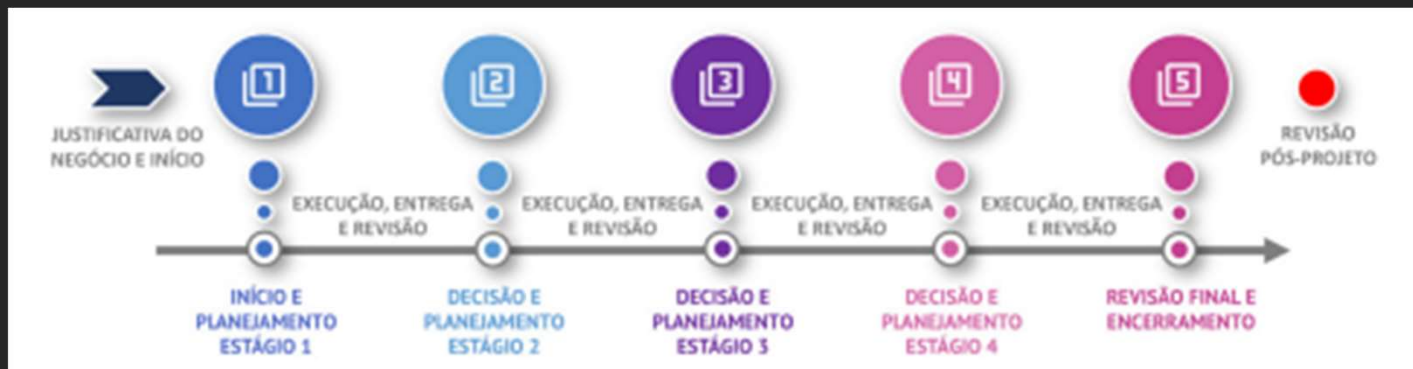 JUSTIFICATIVA DO
NEGÓCIO E INÍCIO
1
2
3
4
5
REVISÃO
PÓS-PROJETO
EXECUÇÃO, ENTREGA
E REVISÃO
EXECUÇÃO, ENTREGA
E REVISÃO
EXECUÇÃO, ENTREGA
E REVISÃO
EXECUÇÃO, ENTREGA
E REVISÃO
INÍCIO E
PLANEJAMENTO
ESTÁGIO 1
DECISÃO E
PLANEJAMENTO
ESTÁGIO 2
DECISÃO E
PLANEJAMENTO
ESTÁGIO 3
DECISÃO E
PLANEJAMENTO
ESTÁGIO 4
REVISÃO FINAL E
ENCERRAMENTO